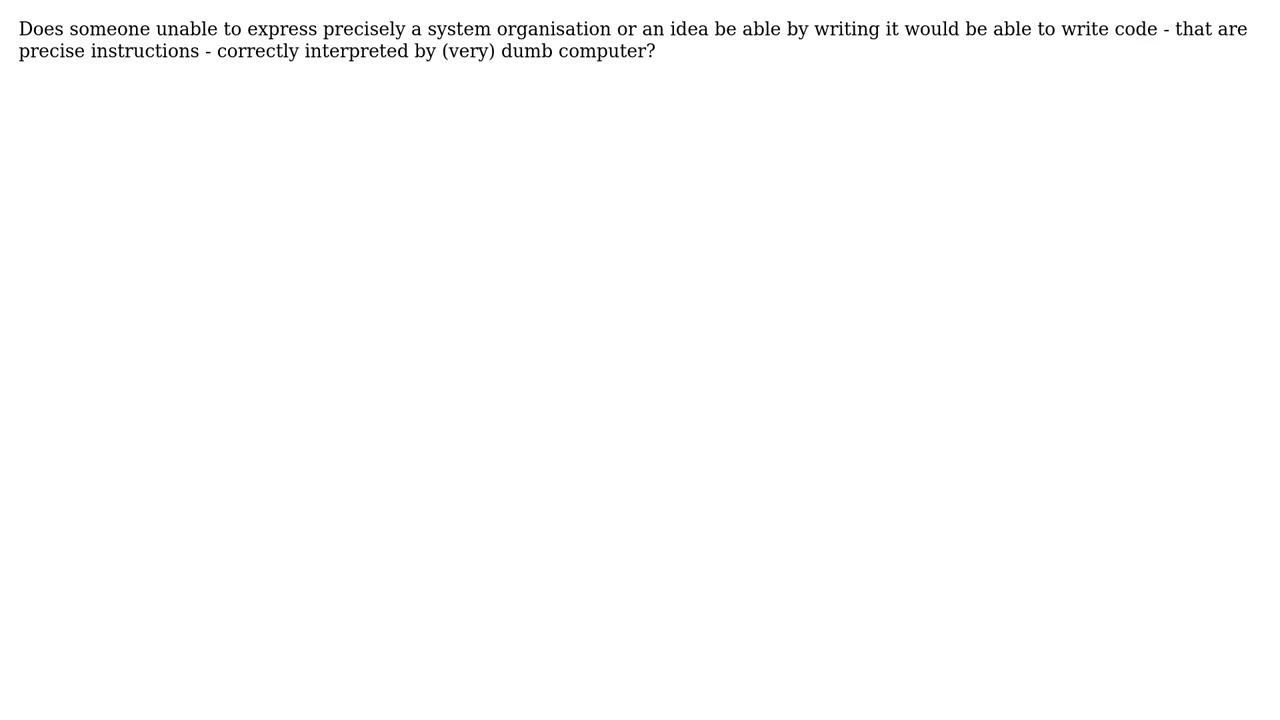 Does someone unable to express precisely a system organisation or an idea be able by writing it would be able to write code - that are
precise instructions - correctly interpreted by (very) dumb computer?